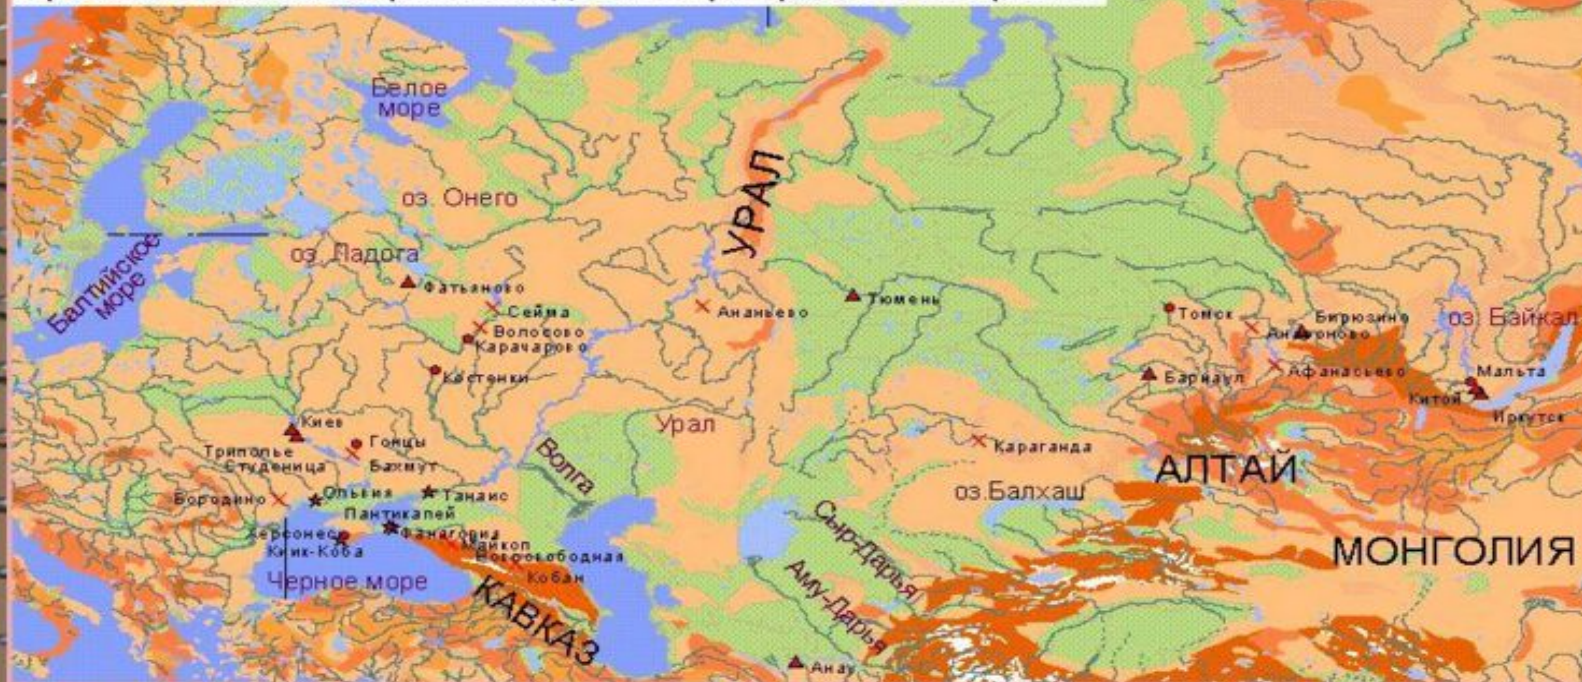 Белое
море
УРАЛ
оз. Онего
оз. Ладога
Балтийское
море
Фатьяново
Сейма
Волосово
Карачарово
Костенки
Ананьево
Тюмень
Томск
Бирюзино
оз. Байкал
Афанасьево
Барнаул
Мальта
Китой
Иркутск
Киев
Гонцы
Триполье
Студеница
Бахмут
Урал
Волга
Караганда
АЛТАЙ
оз.Балхаш
Бородино
Ольвия
Танаис
Пантикапей
Фанагория
Херсонес
Киик-Коба
Майкоп
Кобан
Черное море
КАВКАЗ
Сыр-Дарья
Аму-Дарья
МОНГОЛИЯ
Анау